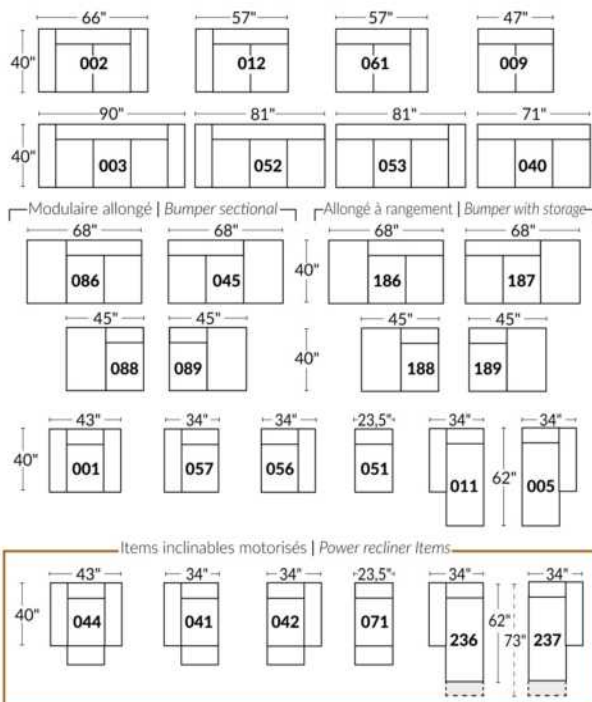 66" 57" 57" 47"
40" 002 012 061 009
90" 81" 81" 71"
40" 003 052 053 040
Modulaire allongé | Bumper sectional Allongé à rangement | Bumper with storage
68" 68" 68" 68"
086 045 40" 186 187
45" 45" 45" 45"
088 089 40" 188 189
43" 34" 34" 23,5" 34" 34"
40" 001 057 056 051 011 62" 005
Items inclinables motorisés | Power recliner Items
43" 34" 34" 23,5" 34" 34"
40" 044 041 042 071 236 62" 73" 237